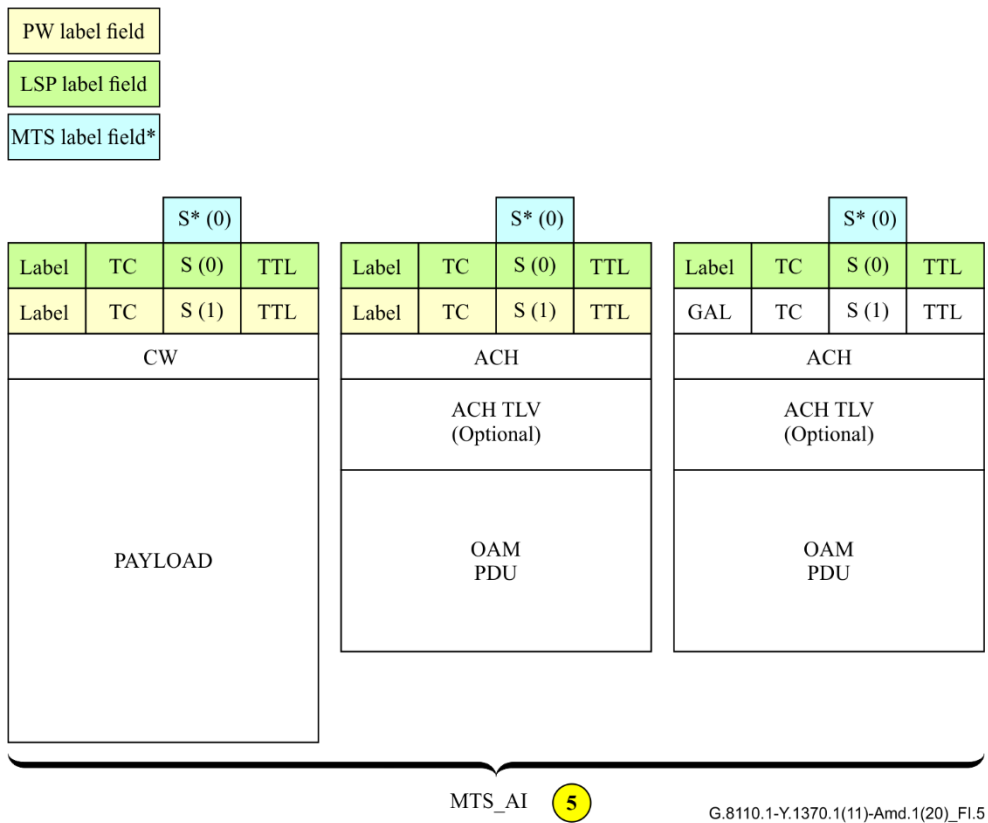 PW label field
LSP label field
MTS label field*
S* (0) S* (0) S* (0)
Label TC S (0) TTL Label TC S (0) TTL Label TC S (0) TTL
Label TC S (1) TTL Label TC S (1) TTL GAL TC S (1) TTL
CW ACH ACH
ACH TLV ACH TLV
(Optional) (Optional)
PAYLOAD
OAM OAM
PDU PDU
MTS_AI 5
G.8110.1-Y.1370.1(11)-Amd.1(20)_FI.5